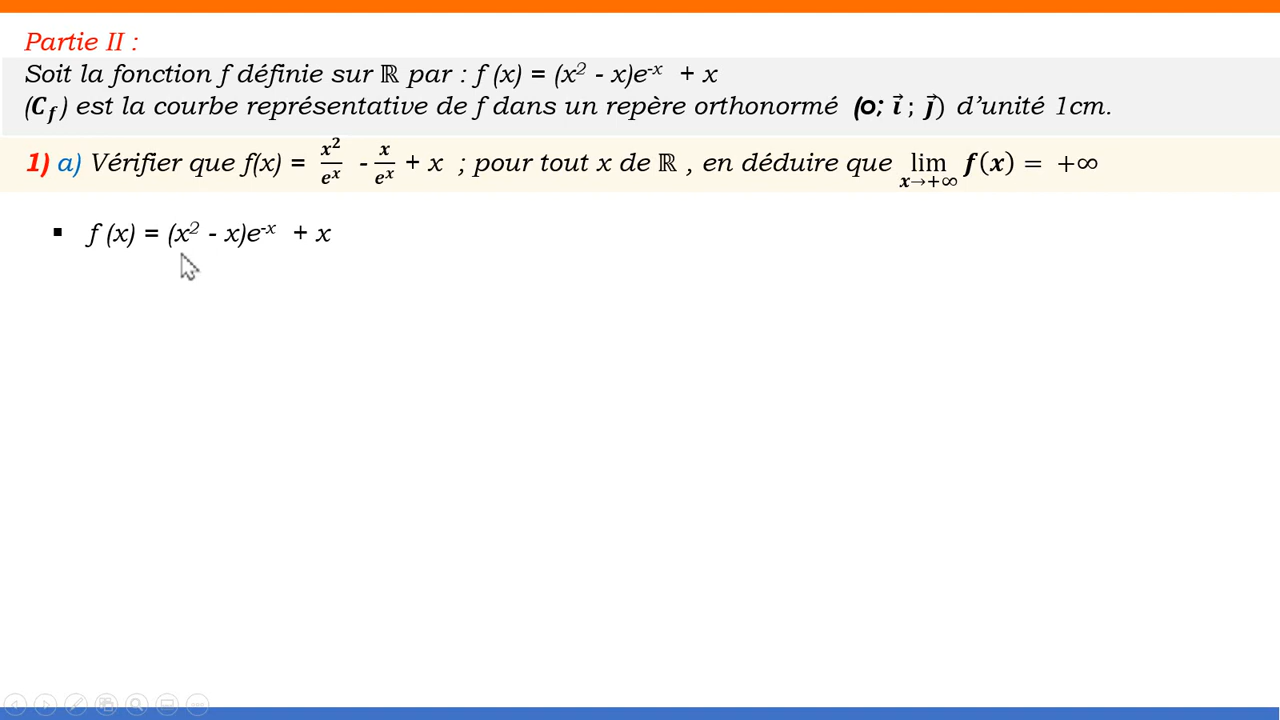 Partie II :
Soit la fonction f définie sur ℝ par : f (x) = (x² - x)e⁻ˣ + x
(C_f) est la courbe représentative de f dans un repère orthonormé (o; i⃗ ; j⃗) d’unité 1cm.
1) a) Vérifier que f(x) = x²/eˣ - x/eˣ + x ; pour tout x de ℝ , en déduire que lim x→+∞ f(x) = +∞
▪ f (x) = (x² - x)e⁻ˣ + x